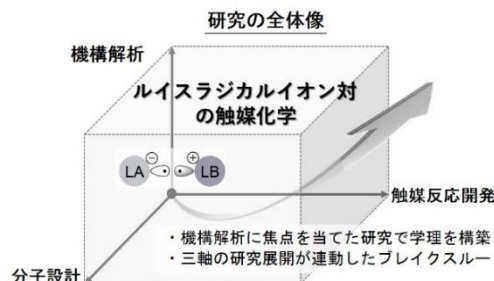 研究の全体像
機構解析
ルイスラジカルイオン対
の触媒化学
⊖ ⊕
LA LB
触媒反応開発
・機構解析に焦点を当てた研究で学理を構築
・三軸の研究展開が連動したブレイクスルー
分子設計